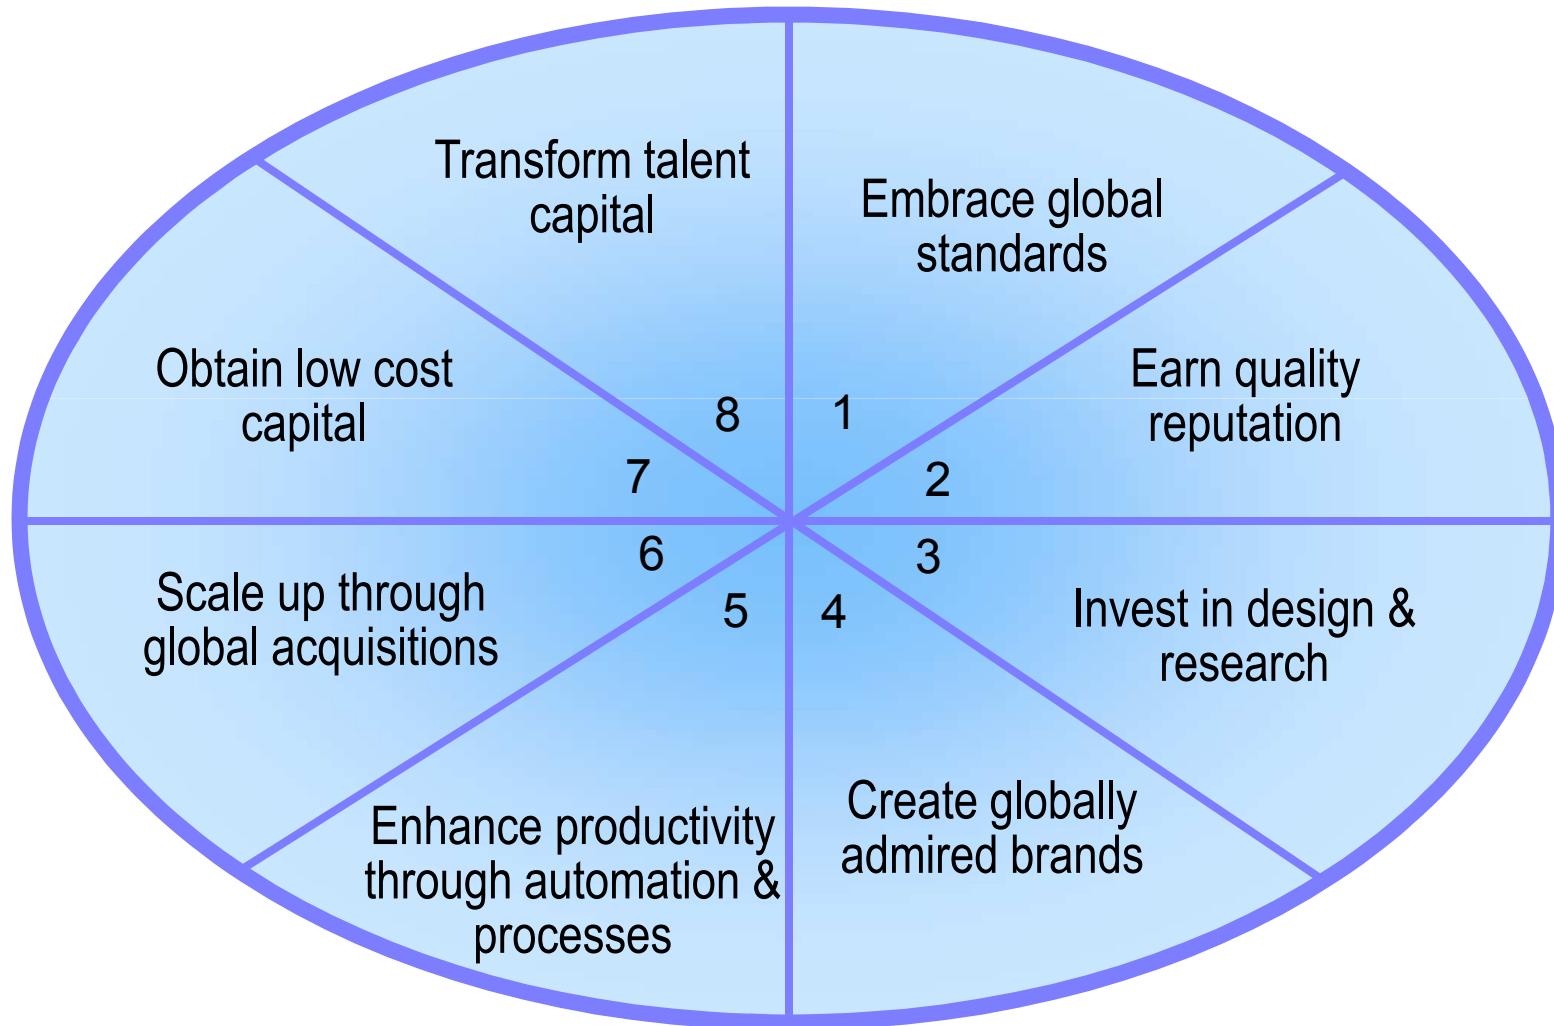 Transform talent
capital
Embrace global
standards
Obtain low cost
capital
Earn quality
reputation
8
1
7
2
6
3
5
4
Scale up through
global acquisitions
Invest in design &
research
Enhance productivity
through automation &
processes
Create globally
admired brands